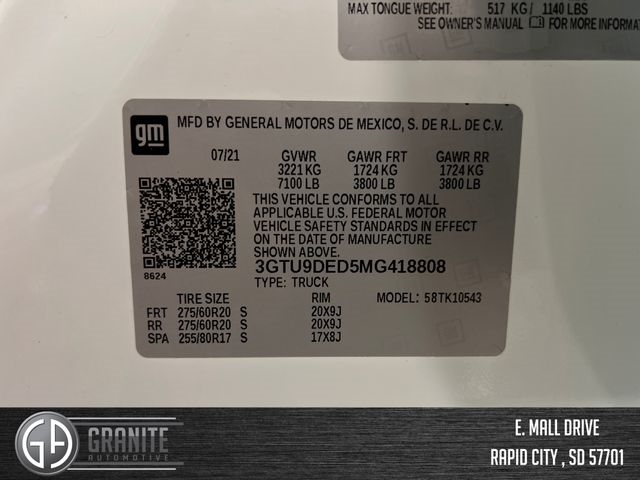 MAX TONGUE WEIGHT: 517 KG/ 1140 LBS
SEE OWNER'S MANUAL FOR MORE INFORMA
gm
MFD BY GENERAL MOTORS DE MEXICO, S. DE R.L. DE C.V.
07/21 GVWR GAWR FRT GAWR RR
3221 KG 1724 KG 1724 KG
7100 LB 3800 LB 3800 LB
THIS VEHICLE CONFORMS TO ALL
APPLICABLE U.S. FEDERAL MOTOR
VEHICLE SAFETY STANDARDS IN EFFECT
ON THE DATE OF MANUFACTURE
SHOWN ABOVE.
8624
3GTU9DED5MG418808
TYPE: TRUCK MODEL: 58TK10543
TIRE SIZE RIM
FRT 275/60R20 S 20X9J
RR 275/60R20 S 20X9J
SPA 255/80R17 S 17X8J
GA GRANITE
AUTOMOTIVE
E. MALL DRIVE
RAPID CITY , SD 57701